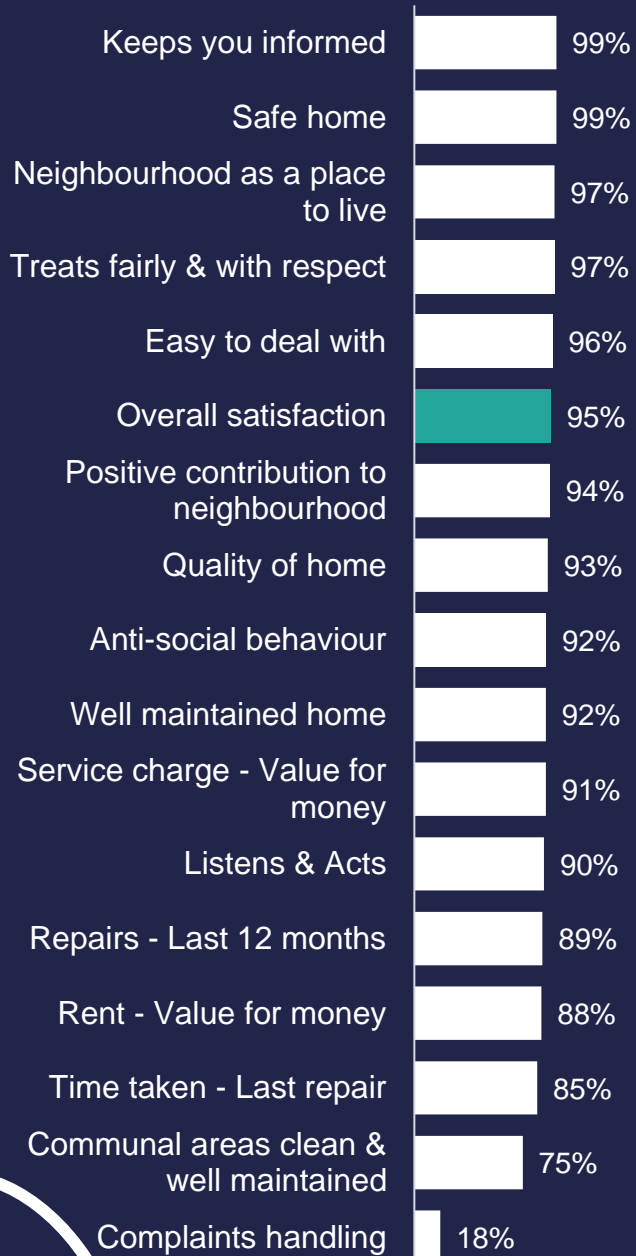 Keeps you informed 99%
Safe home 99%
Neighbourhood as a place
to live 97%
Treats fairly & with respect 97%
Easy to deal with 96%
Overall satisfaction 95%
Positive contribution to
neighbourhood 94%
Quality of home 93%
Anti-social behaviour 92%
Well maintained home 92%
Service charge - Value for
money 91%
Listens & Acts 90%
Repairs - Last 12 months 89%
Rent - Value for money 88%
Time taken - Last repair 85%
Communal areas clean &
well maintained 75%
Complaints handling 18%